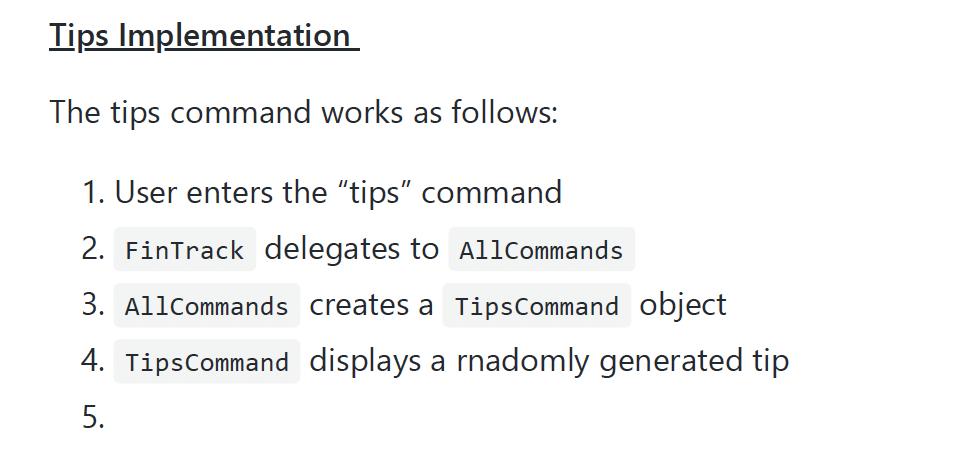 Tips Implementation
The tips command works as follows:
1. User enters the “tips” command
2. FinTrack delegates to AllCommands
3. AllCommands creates a TipsCommand object
4. TipsCommand displays a rnadomly generated tip
5.